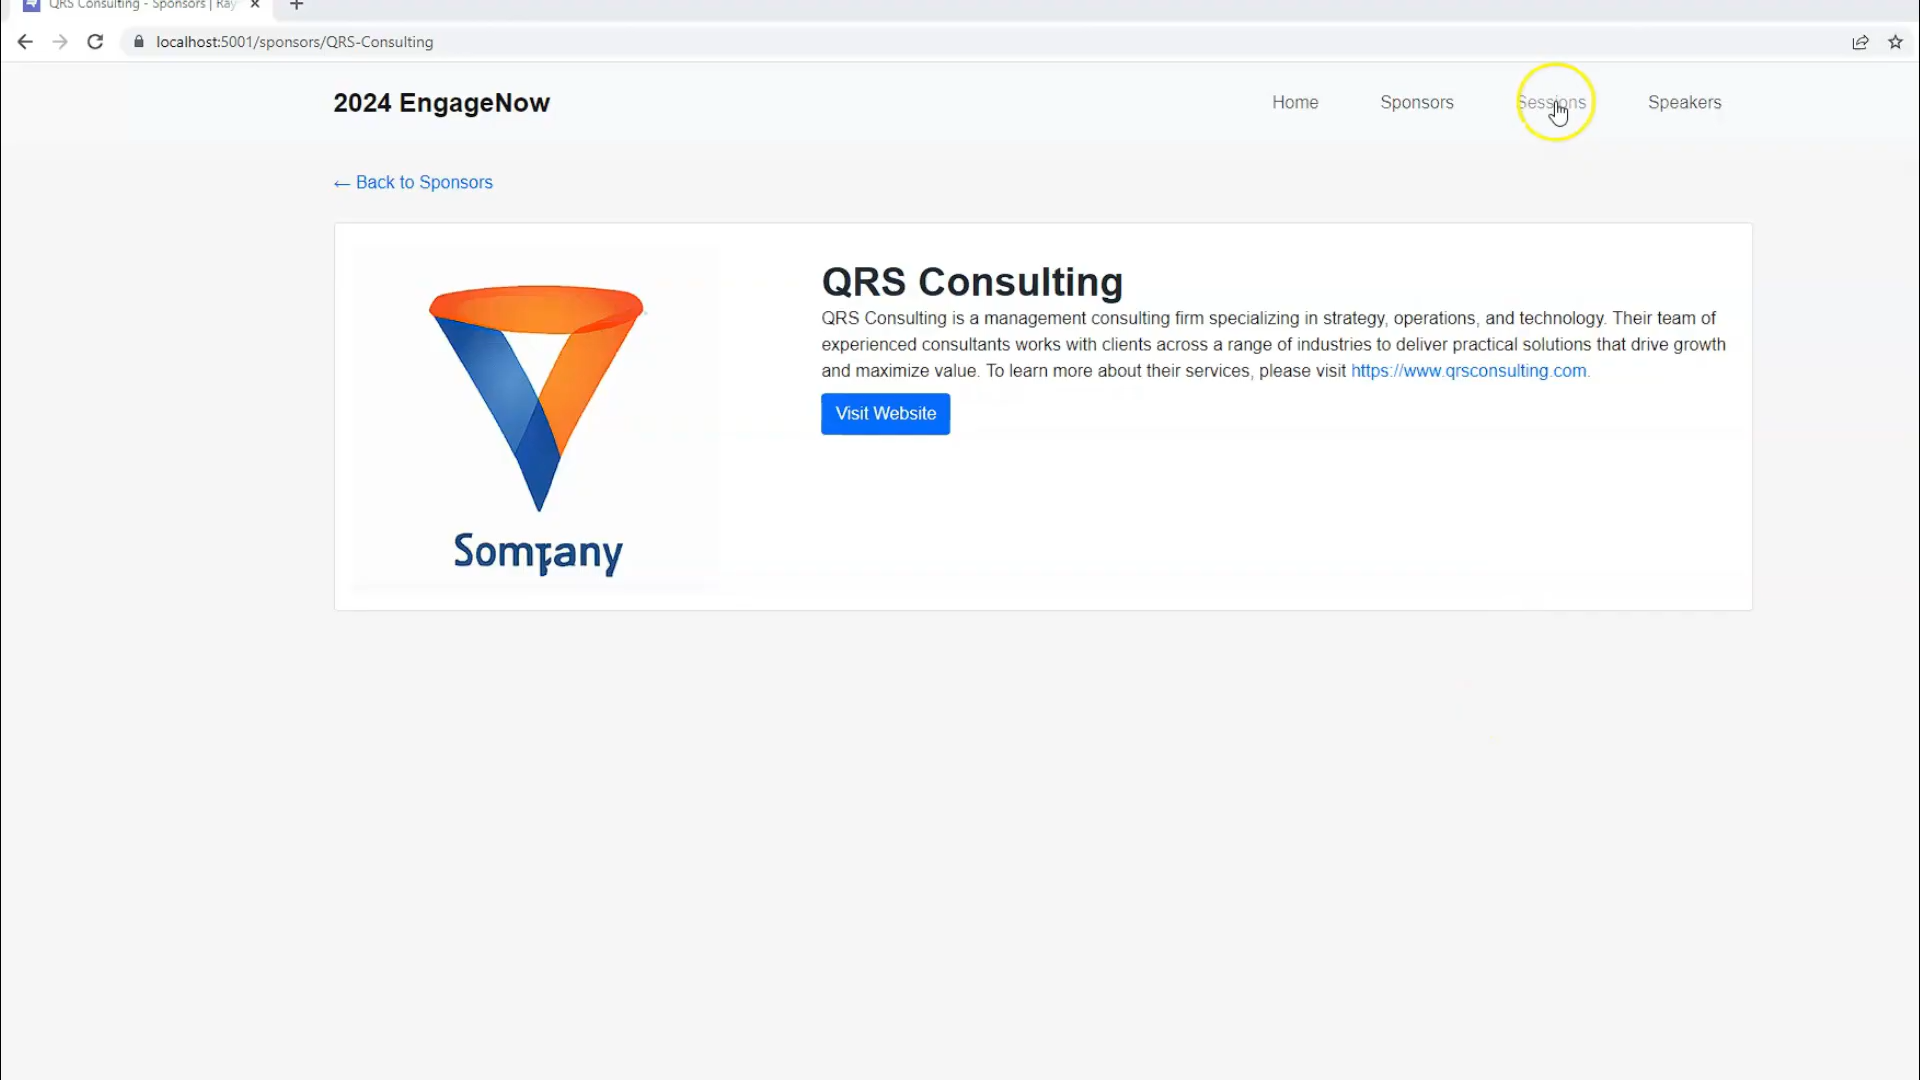 QRS Consulting - Sponsors | Ray
localhost:5001/sponsors/QRS-Consulting
2024 EngageNow
Home Sponsors Sessions Speakers
← Back to Sponsors
QRS Consulting
QRS Consulting is a management consulting firm specializing in strategy, operations, and technology. Their team of
experienced consultants works with clients across a range of industries to deliver practical solutions that drive growth
and maximize value. To learn more about their services, please visit https://www.qrsconsulting.com.
Visit Website